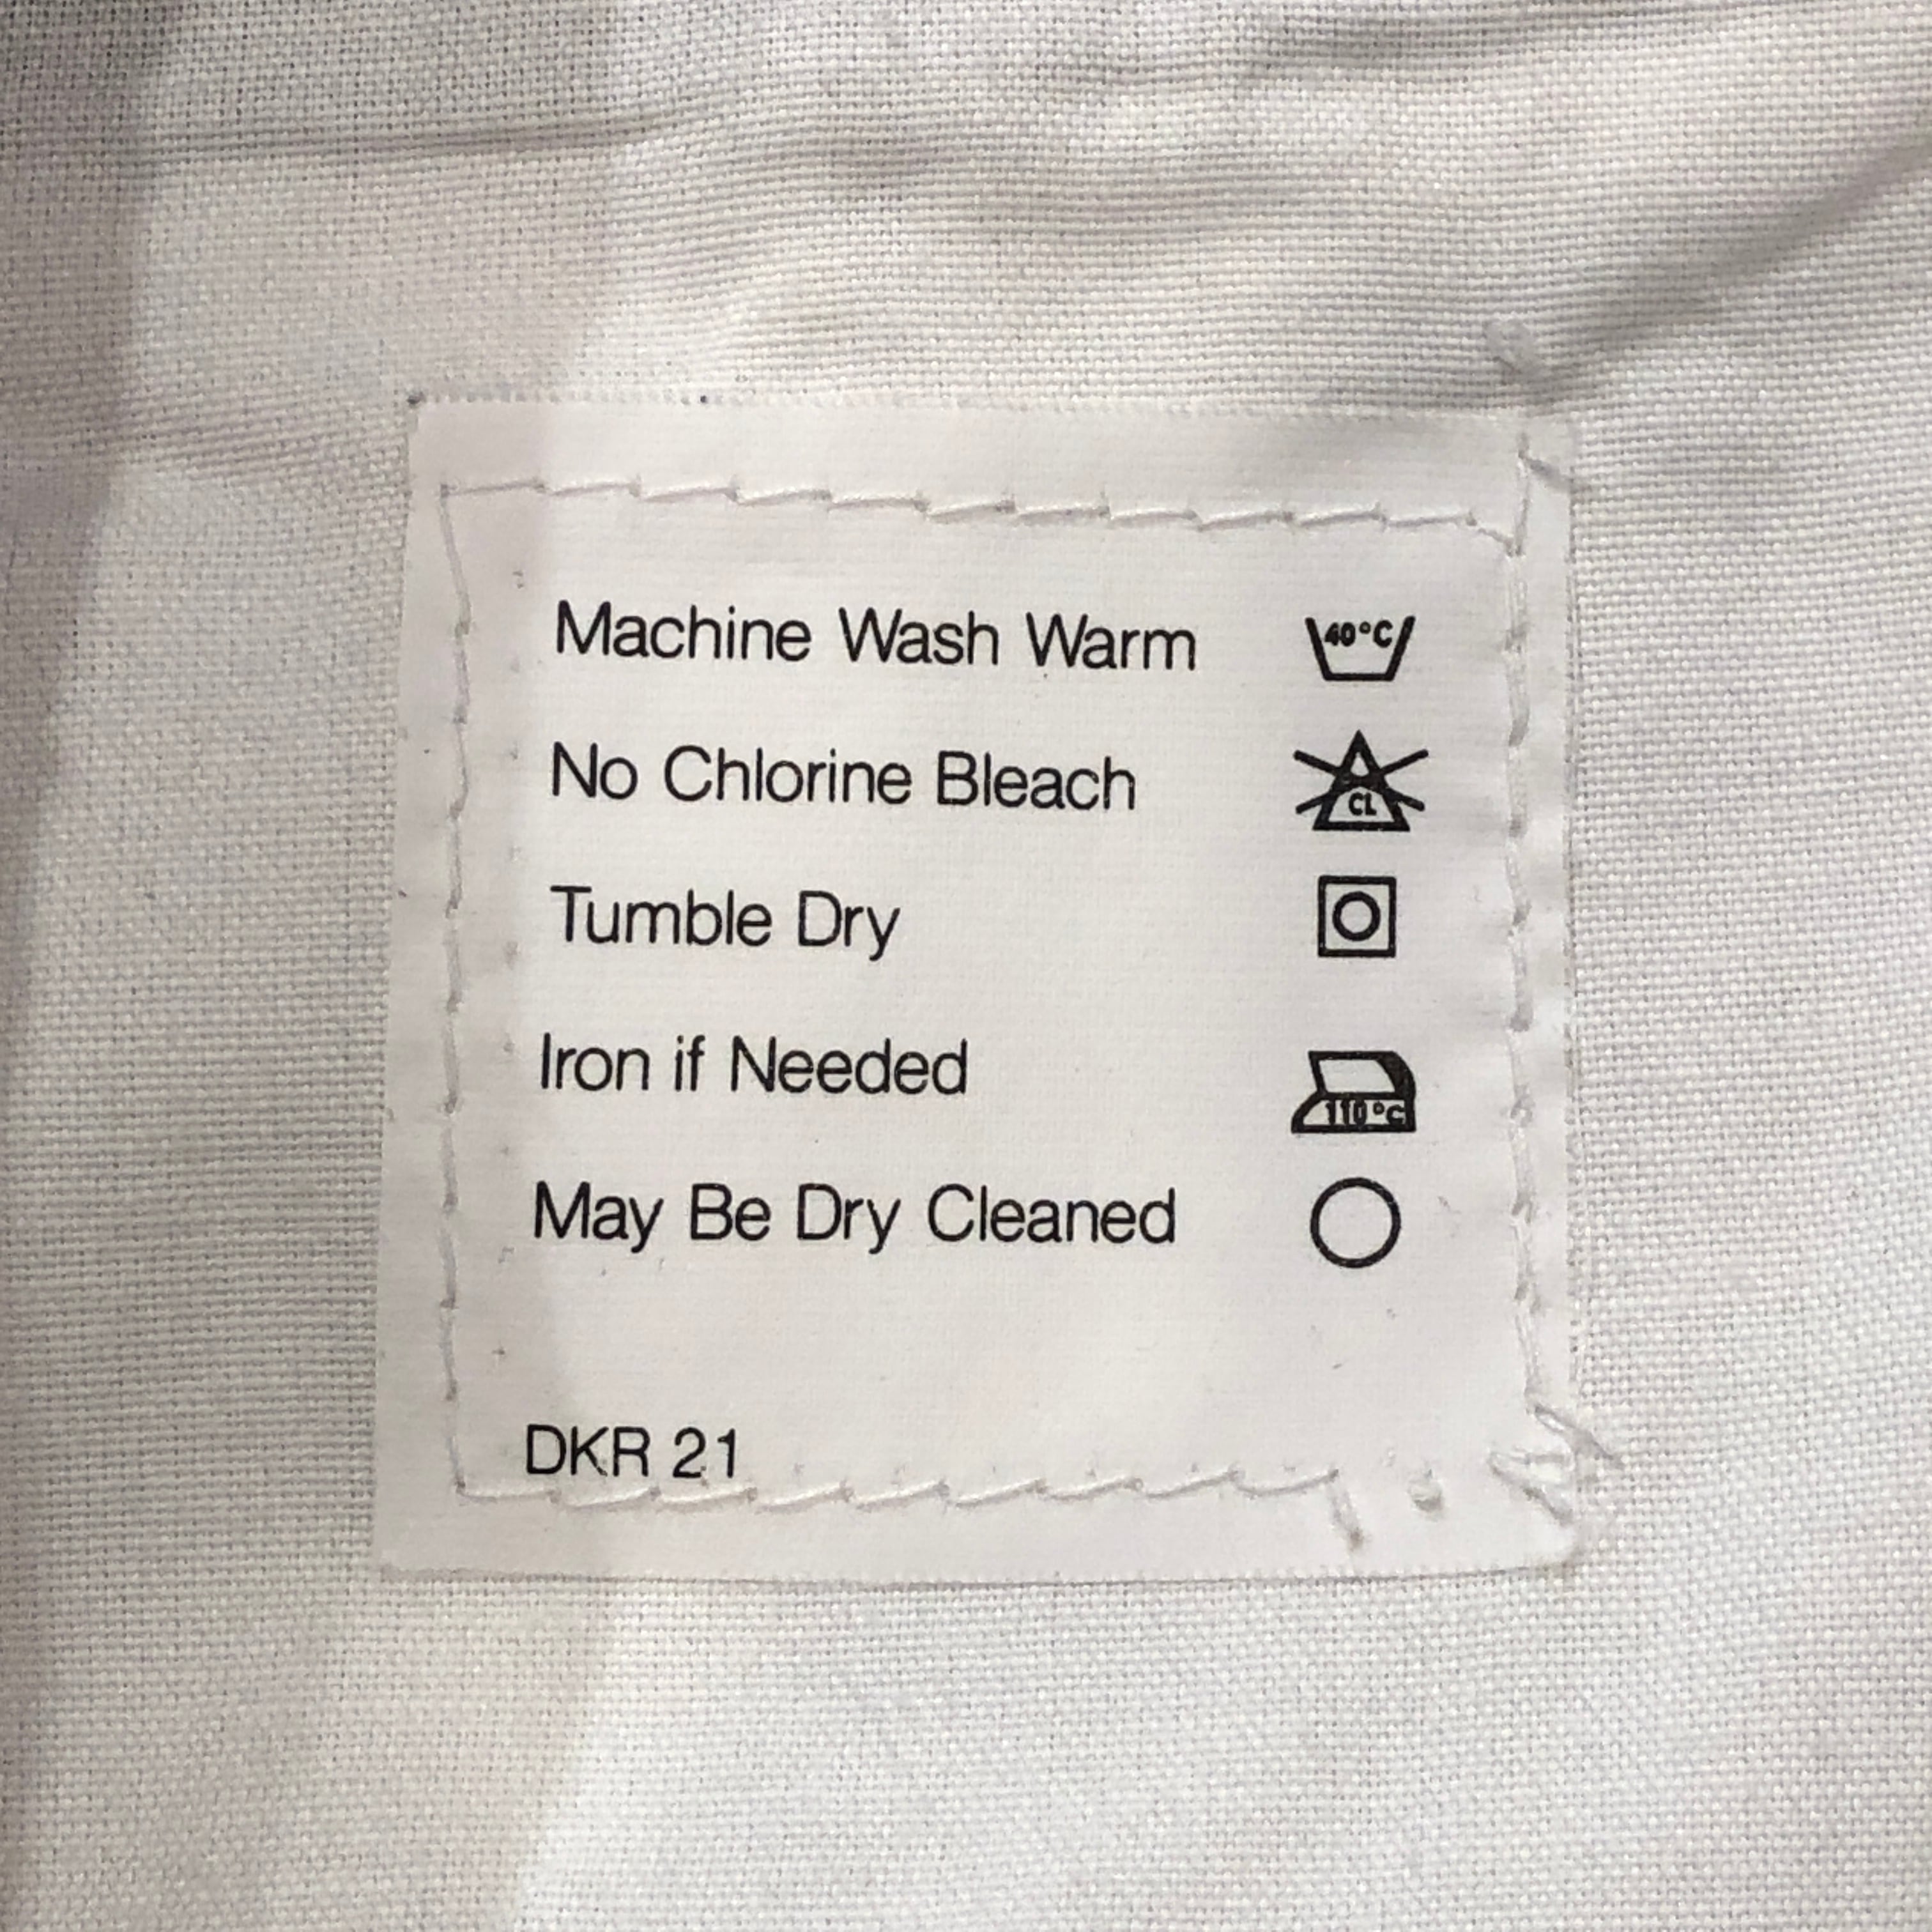 Machine Wash Warm 40°C
No Chlorine Bleach CL
Tumble Dry
Iron if Needed 110°C
May Be Dry Cleaned
DKR 21